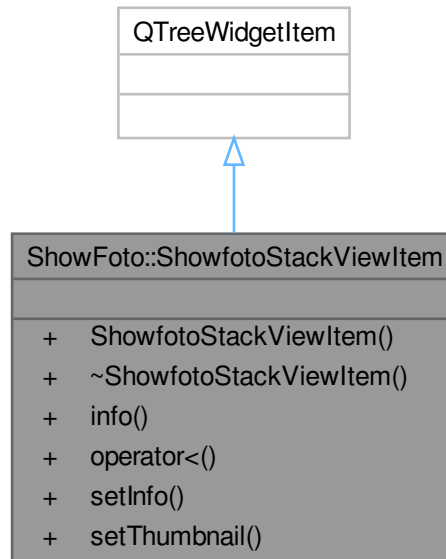 QTreeWidgetItem
ShowFoto::ShowfotoStackViewItem
+ ShowfotoStackViewItem()
+ ~ShowfotoStackViewItem()
+ info()
+ operator<()
+ setInfo()
+ setThumbnail()